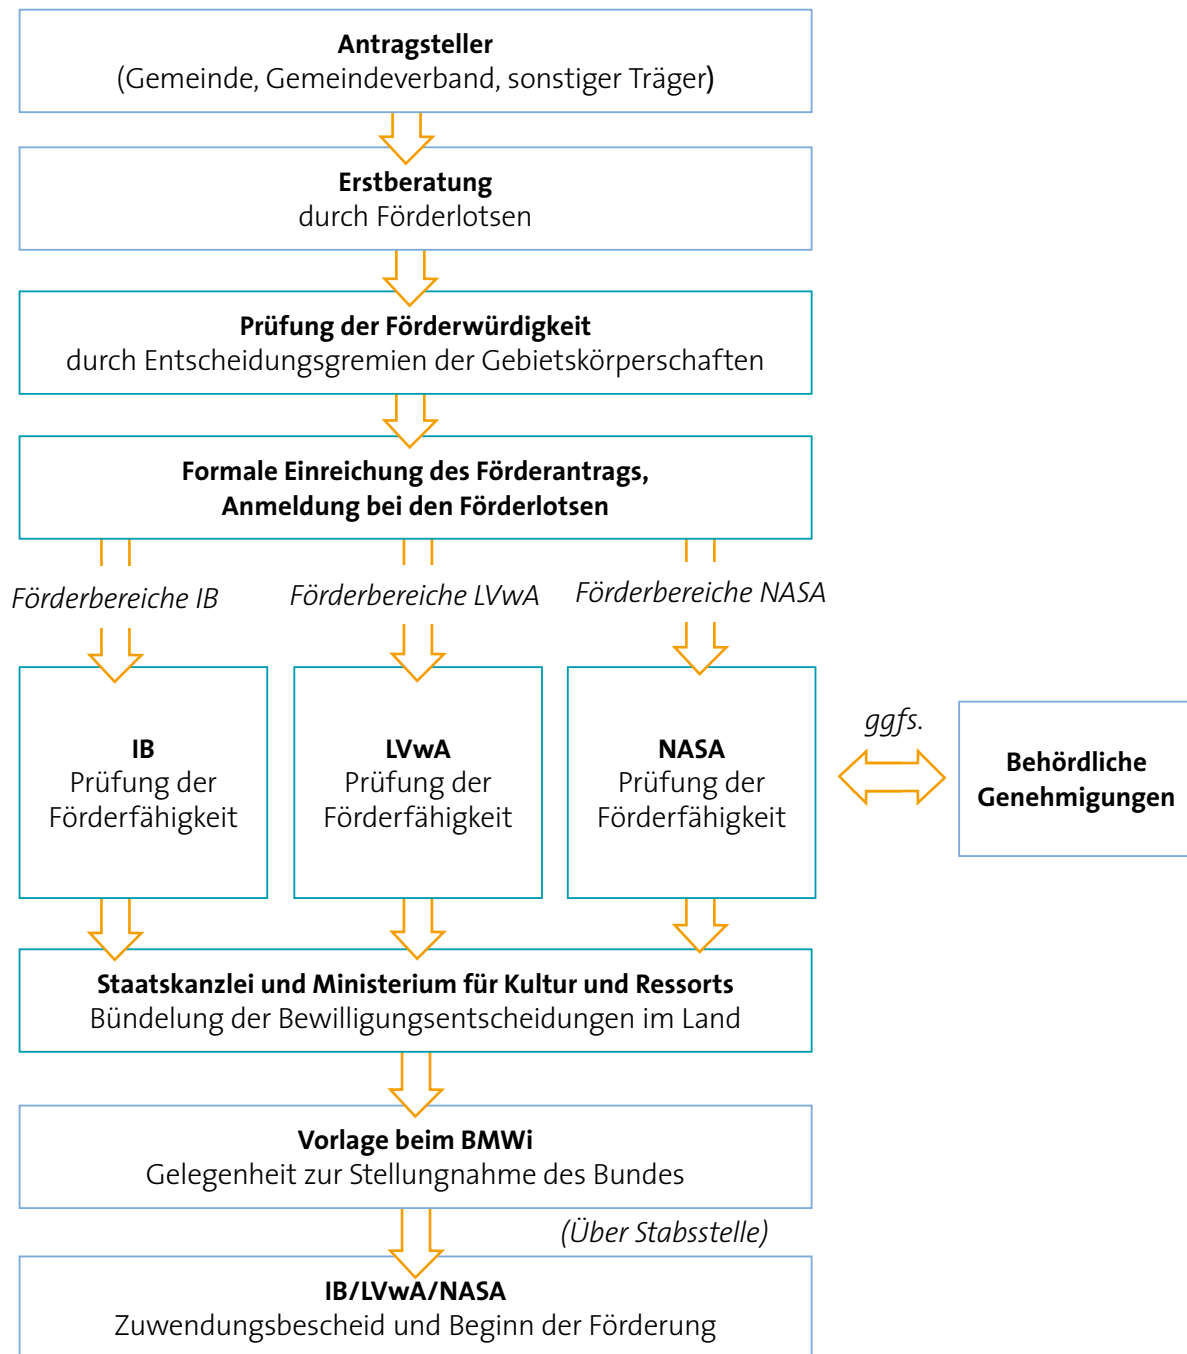 Antragsteller
(Gemeinde, Gemeindeverband, sonstiger Träger)
Erstberatung
durch Förderlotsen
Prüfung der Förderwürdigkeit
durch Entscheidungsgremien der Gebietskörperschaften
Formale Einreichung des Förderantrags,
Anmeldung bei den Förderlotsen
Förderbereiche IB
Förderbereiche LVwA
Förderbereiche NASA
IB
Prüfung der
Förderfähigkeit
LVwA
Prüfung der
Förderfähigkeit
NASA
Prüfung der
Förderfähigkeit
ggfs.
Behördliche
Genehmigungen
Staatskanzlei und Ministerium für Kultur und Ressorts
Bündelung der Bewilligungsentscheidungen im Land
Vorlage beim BMWi
Gelegenheit zur Stellungnahme des Bundes
(Über Stabsstelle)
IB/LVwA/NASA
Zuwendungsbescheid und Beginn der Förderung